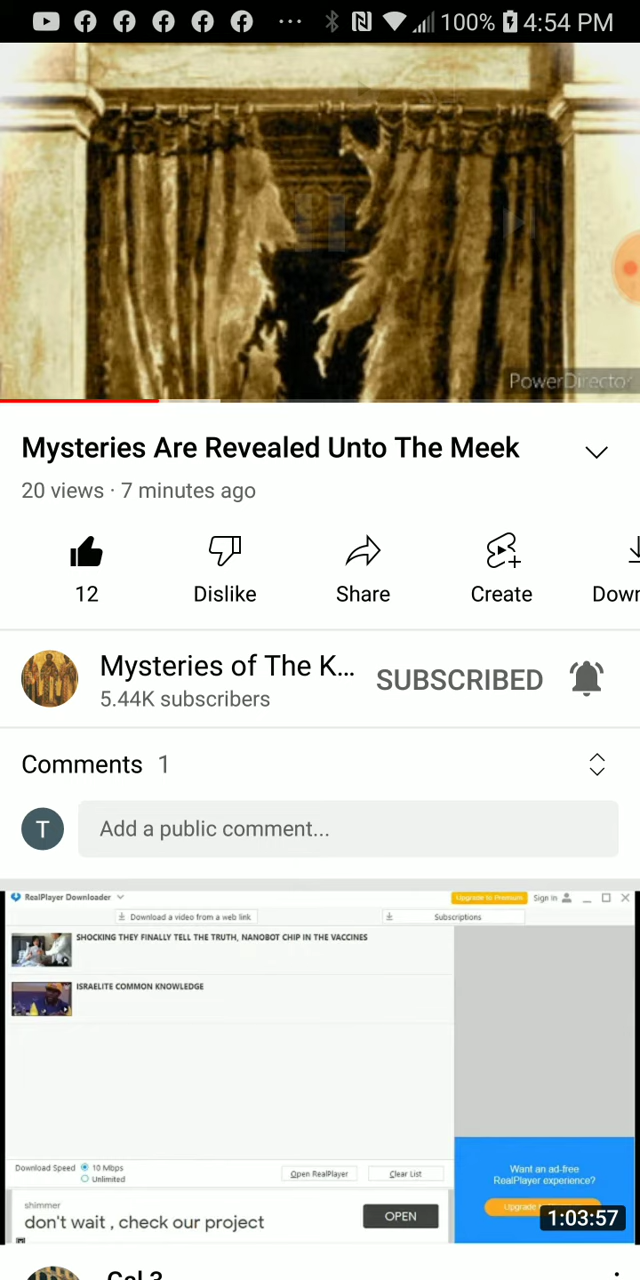 100% 4:54 PM
PowerDirector
Mysteries Are Revealed Unto The Meek
20 views · 7 minutes ago
12 Dislike Share Create Down
Mysteries of The K... SUBSCRIBED
5.44K subscribers
Comments 1
T Add a public comment...
RealPlayer Downloader Upgrade to Premium Sign in
Download a video from a web link Subscriptions
SHOCKING THEY FINALLY TELL THE TRUTH, NANOBOT CHIP IN THE VACCINES
ISRAELITE COMMON KNOWLEDGE
Download Speed 10 Mbps
Unlimited
Open RealPlayer Clear List
Want an ad-free
RealPlayer experience?
Upgrade
1:03:57
shimmer
don't wait , check our project OPEN
Gal 3